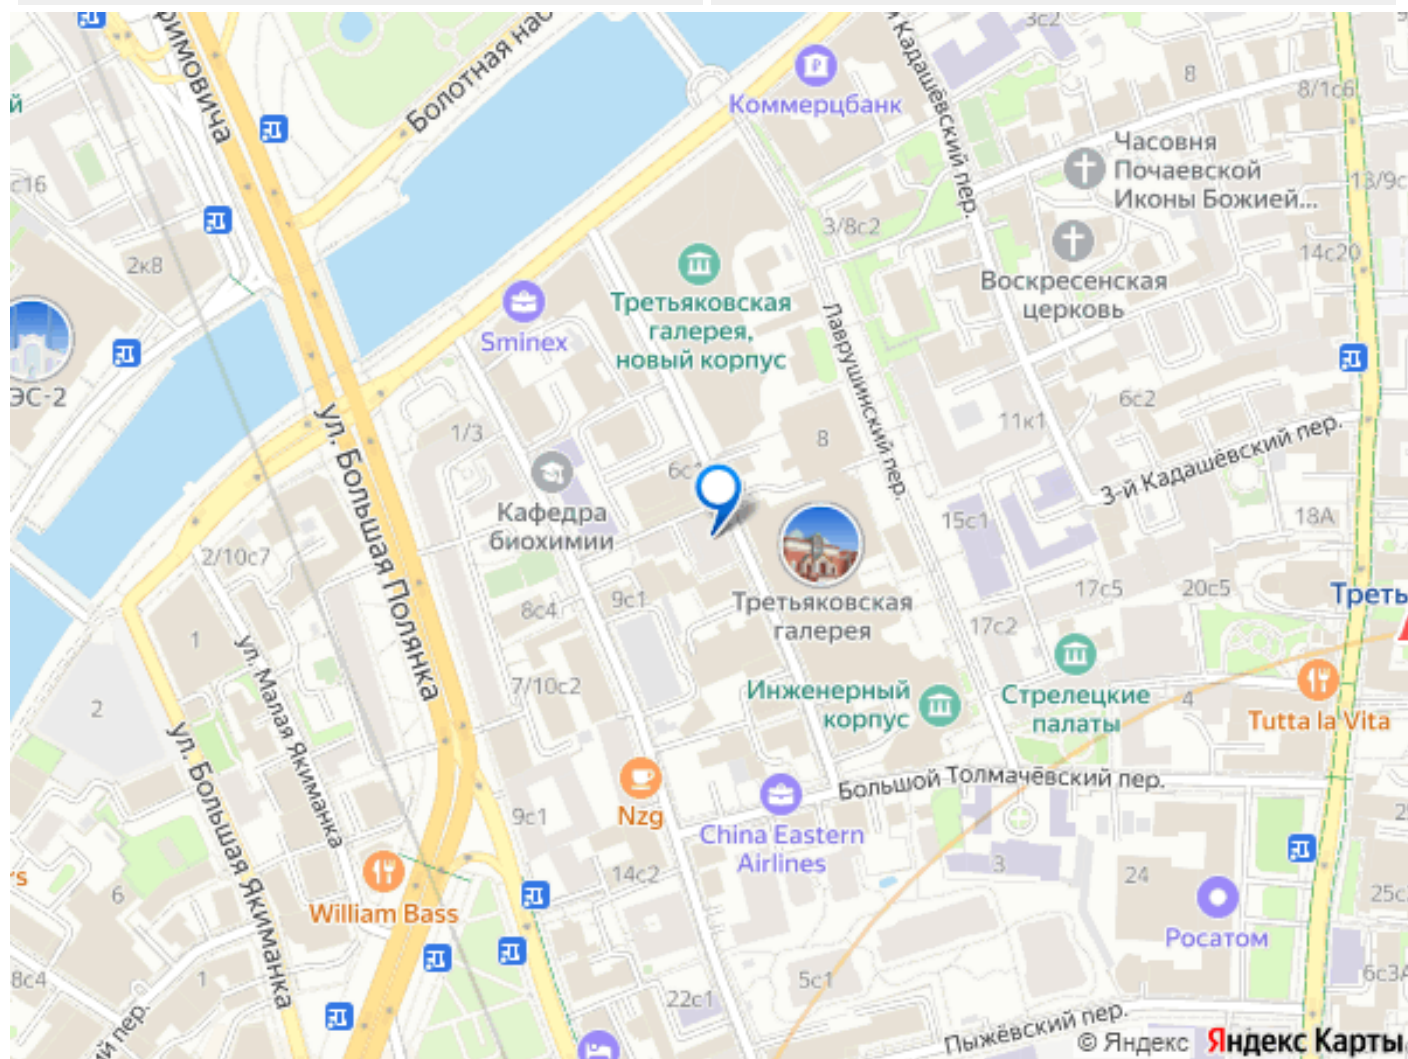 Болотная нас
Коммерцбанк
й Кадашёвский пер.
3с2
8
8/1с6
Часовня
Почаевской
Иконы Божией...
13/9с
с16
2к8
3/8с2
14с20
Воскресенская
церковь
Третьяковская
галерея,
новый корпус
Sminex
ЭС-2
Лаврушинский пер.
ул. Большая Полянка
1/3
8
11к1
6с2
3-й Кадашёвский пер.
Кафедра
биохимии
15с1
18А
2/10с7
Третьяковская
галерея
8с4
9с1
17с5
20с5
Треть
17с2
1
ул. Малая Якиманка
7/10с2
Инженерный
корпус
Стрелецкие
палаты
4
Tutta la Vita
2
ул. Большая Якиманка
Большой Толмачёвский пер.
Nzg
9с1
China Eastern
Airlines
14с2
3
24
6
William Bass
Росатом
8с4
1
5с1
22с1
6с3А
ий пер.
Пыжёвский пер.
© Яндекс Яндекс Карты